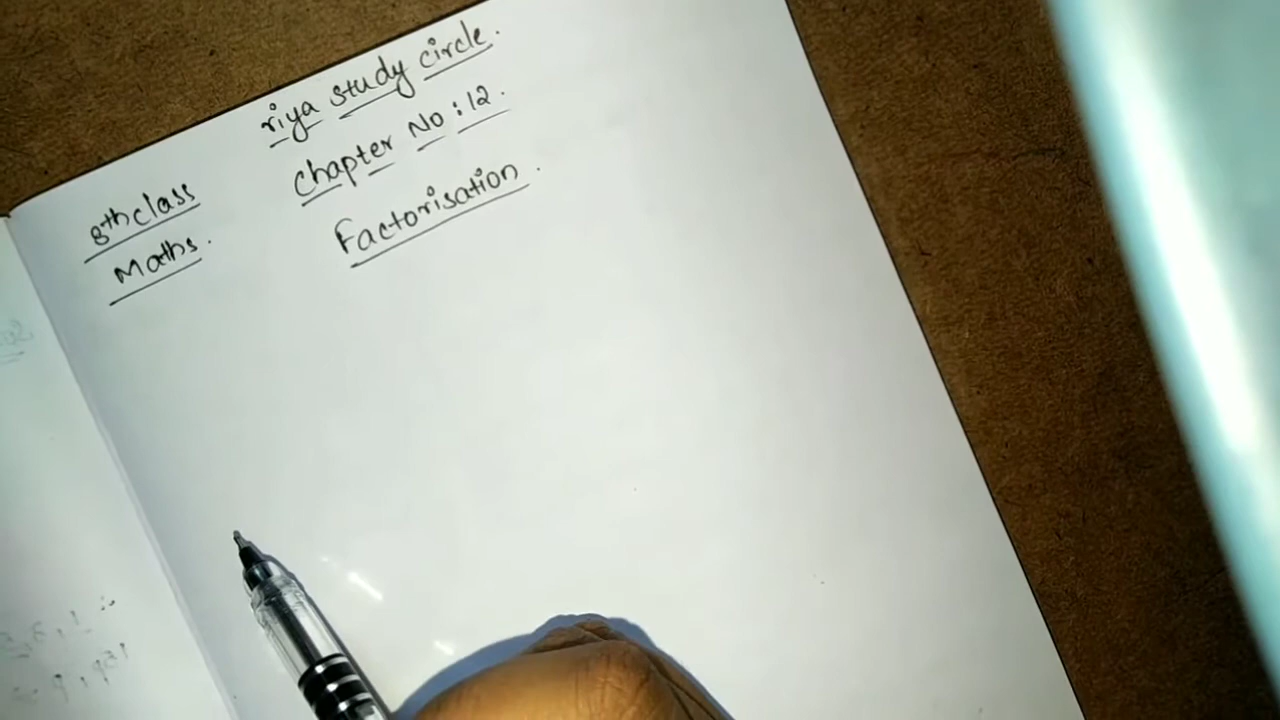 riya study circle.
Chapter No : 12.
8th class
Maths.
Factorisation.